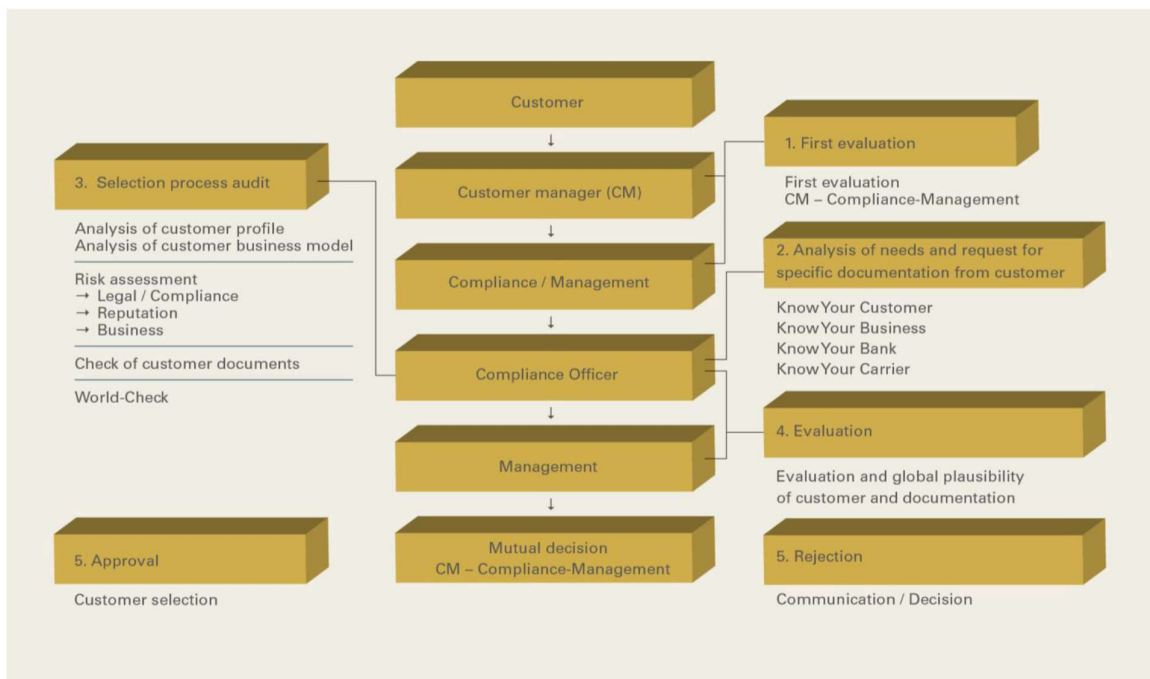 Customer
↓
Customer manager (CM)
↓
Compliance / Management
↓
Compliance Officer
↓
Management
↓
Mutual decision
CM – Compliance-Management
1. First evaluation
First evaluation
CM – Compliance-Management
2. Analysis of needs and request for
specific documentation from customer
Know Your Customer
Know Your Business
Know Your Bank
Know Your Carrier
3. Selection process audit
Analysis of customer profile
Analysis of customer business model
Risk assessment
→ Legal / Compliance
→ Reputation
→ Business
Check of customer documents
World-Check
4. Evaluation
Evaluation and global plausibility
of customer and documentation
5. Approval
Customer selection
5. Rejection
Communication / Decision